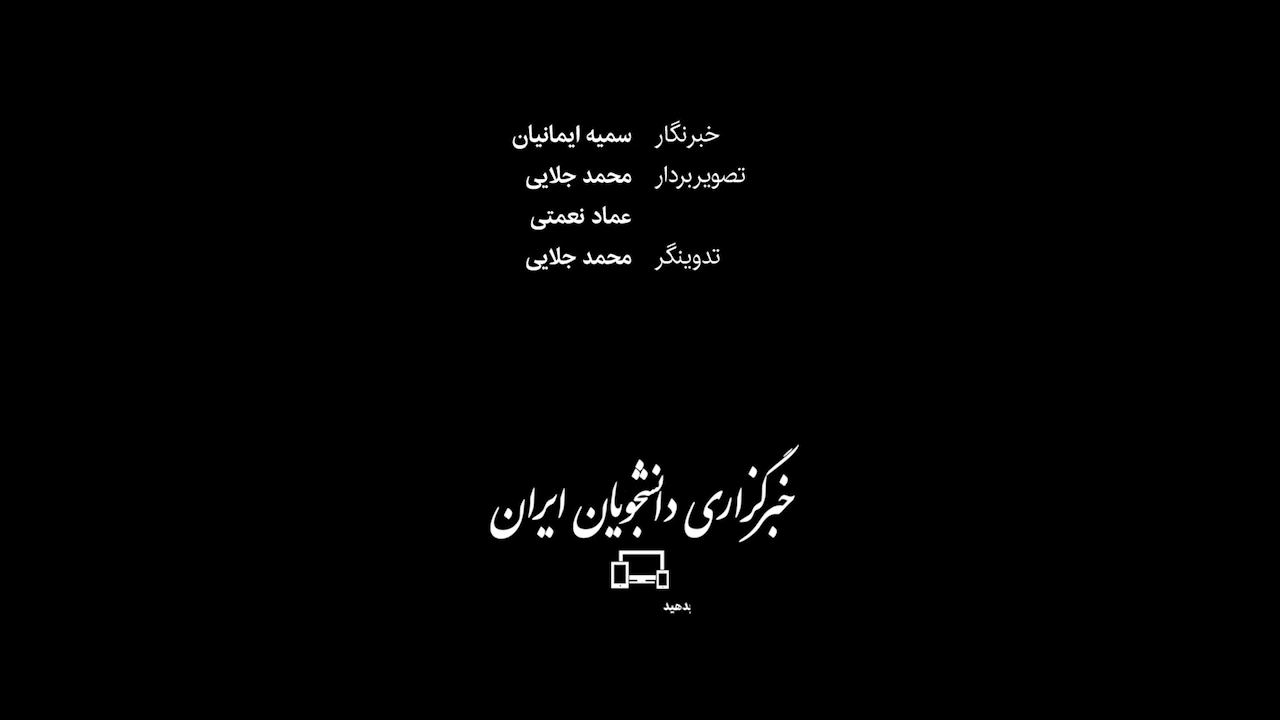 خبرنگار سمیه ایمانیان
تصویربردار محمد جلایی
عماد نعمتی
تدوینگر محمد جلایی
خبرگزاری دانشجویان ایران
بدهید